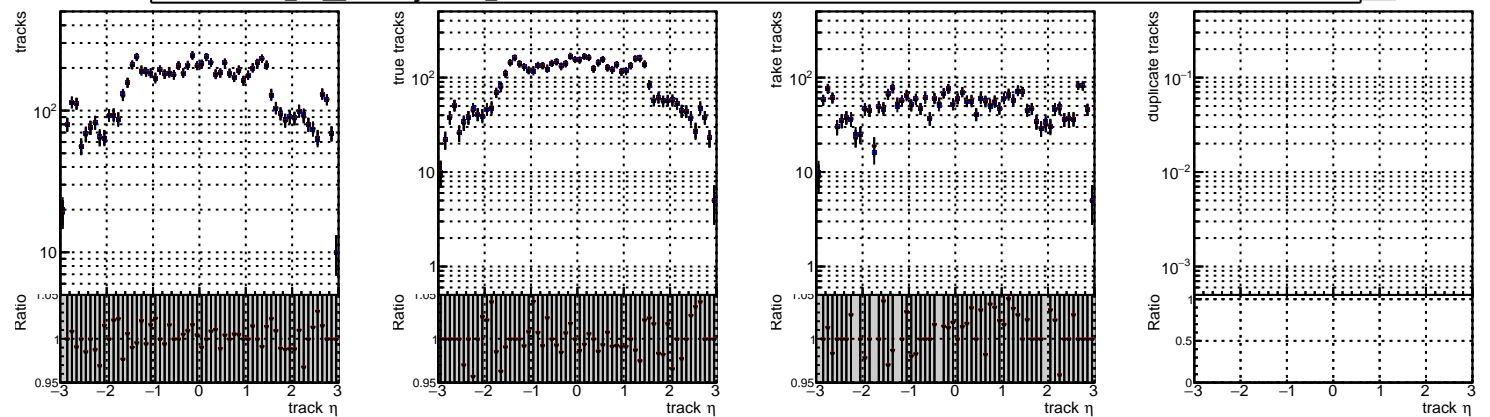 tracks
10²
10
Ratio
1.05
1
0.95
−3 −2 −1 0 1 2 3
track η
true tracks
10²
10
1
Ratio
1.05
1
0.95
−3 −2 −1 0 1 2 3
track η
fake tracks
10²
10
1
Ratio
1.05
1
0.95
−3 −2 −1 0 1 2 3
track η
duplicate tracks
10⁻¹
10⁻²
10⁻³
Ratio
1
0.5
0
−3 −2 −1 0 1 2 3
track η